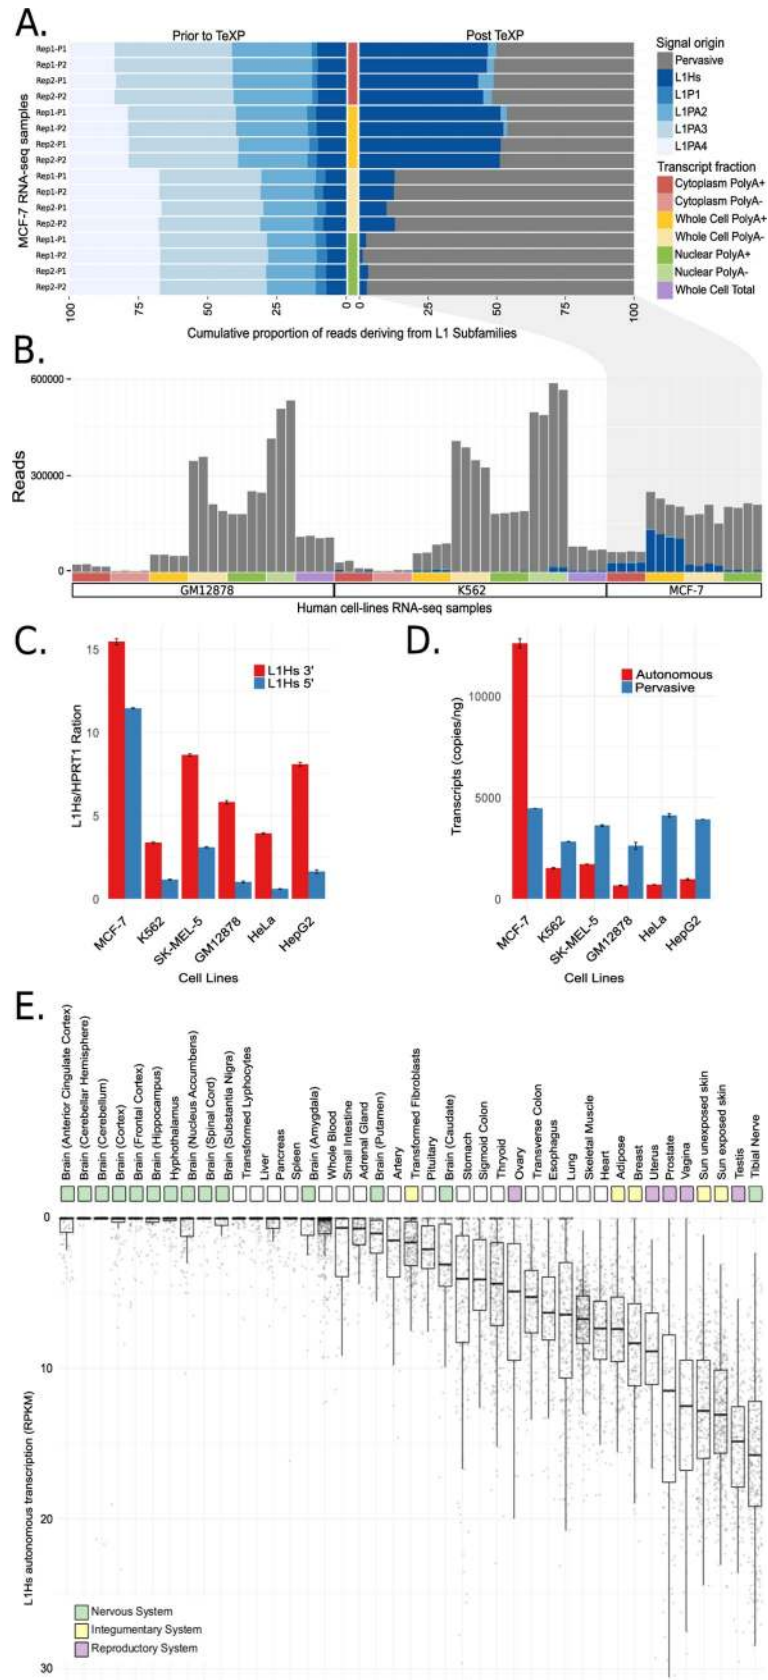 A.
Prior to TeXP
Post TeXP
MCF-7 RNA-seq samples
Rep1-P1
Rep1-P2
Rep2-P1
Rep2-P2
Rep1-P1
Rep1-P2
Rep2-P1
Rep2-P2
Rep1-P1
Rep1-P2
Rep2-P1
Rep2-P2
Rep1-P1
Rep1-P2
Rep2-P1
Rep2-P2
100 75 50 25 0 0 25 50 75 100
Cumulative proportion of reads deriving from L1 Subfamilies
Signal origin
Pervasive
L1Hs
L1P1
L1PA2
L1PA3
L1PA4
Transcript fraction
Cytoplasm PolyA+
Cytoplasm PolyA-
Whole Cell PolyA+
Whole Cell PolyA-
Nuclear PolyA+
Nuclear PolyA-
Whole Cell Total
B.
Reads
600000
300000
0
GM12878 K562 MCF-7
Human cell-lines RNA-seq samples
C.
L1Hs/HPRT1 Ration
15
10
5
0
L1Hs 3'
L1Hs 5'
MCF-7
K562
SK-MEL-5
GM12878
HeLa
HepG2
Cell Lines
D.
Transcripts (copies/ng)
10000
5000
0
Autonomous
Pervasive
MCF-7
K562
SK-MEL-5
GM12878
HeLa
HepG2
Cell Lines
E.
Brain (Anterior Cingulate Cortex)
Brain (Cerebellar Hemisphere)
Brain (Cerebellum)
Brain (Cortex)
Brain (Frontal Cortex)
Brain (Hippocampus)
Hyphothalamus
Brain (Nucleus Accumbens)
Brain (Spinal Cord)
Brain (Substantia Nigra)
Transformed Lyphocytes
Liver
Pancreas
Spleen
Brain (Amygdala)
Whole Blood
Small Intestine
Adrenal Gland
Brain (Putamen)
Artery
Transformed Fibroblasts
Pituitary
Brain (Caudate)
Stomach
Sigmoid Colon
Thryoid
Ovary
Transverse Colon
Esophagus
Lung
Skeletal Muscle
Heart
Adipose
Breast
Uterus
Prostate
Vagina
Sun unexposed skin
Sun exposed skin
Testis
Tibial Nerve
L1Hs autonomous transcription (RPKM)
0
10
20
30
Nervous System
Integumentary System
Reproductory System